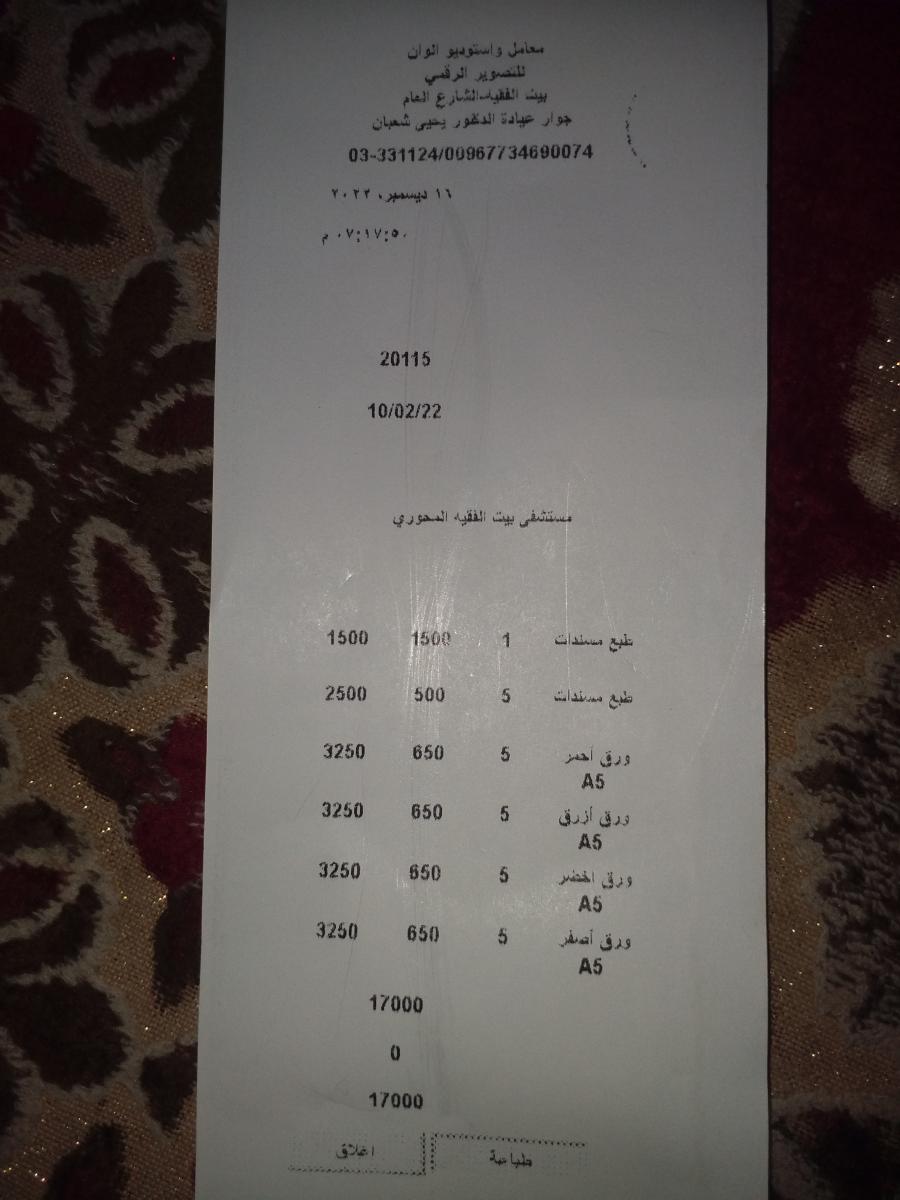 معامل واستوديو الوان
للتصوير الرقمي
بيت الفقيه-الشارع العام
جوار عيادة الدكتور يحيى شعبان
03-331124/00967734690074
١٦ ديسمبر، ٢٠٢٢
٠٧:١٧:٥٠ م
20115
10/02/22
مستشفى بيت الفقيه المحوري
طبع مسندات 1 1500 1500
طبع مسندات 5 500 2500
ورق أحمر 5 650 3250
A5
ورق أزرق 5 650 3250
A5
ورق اخضر 5 650 3250
A5
ورق أصفر 5 650 3250
A5
17000
0
17000
طباعة اغلاق